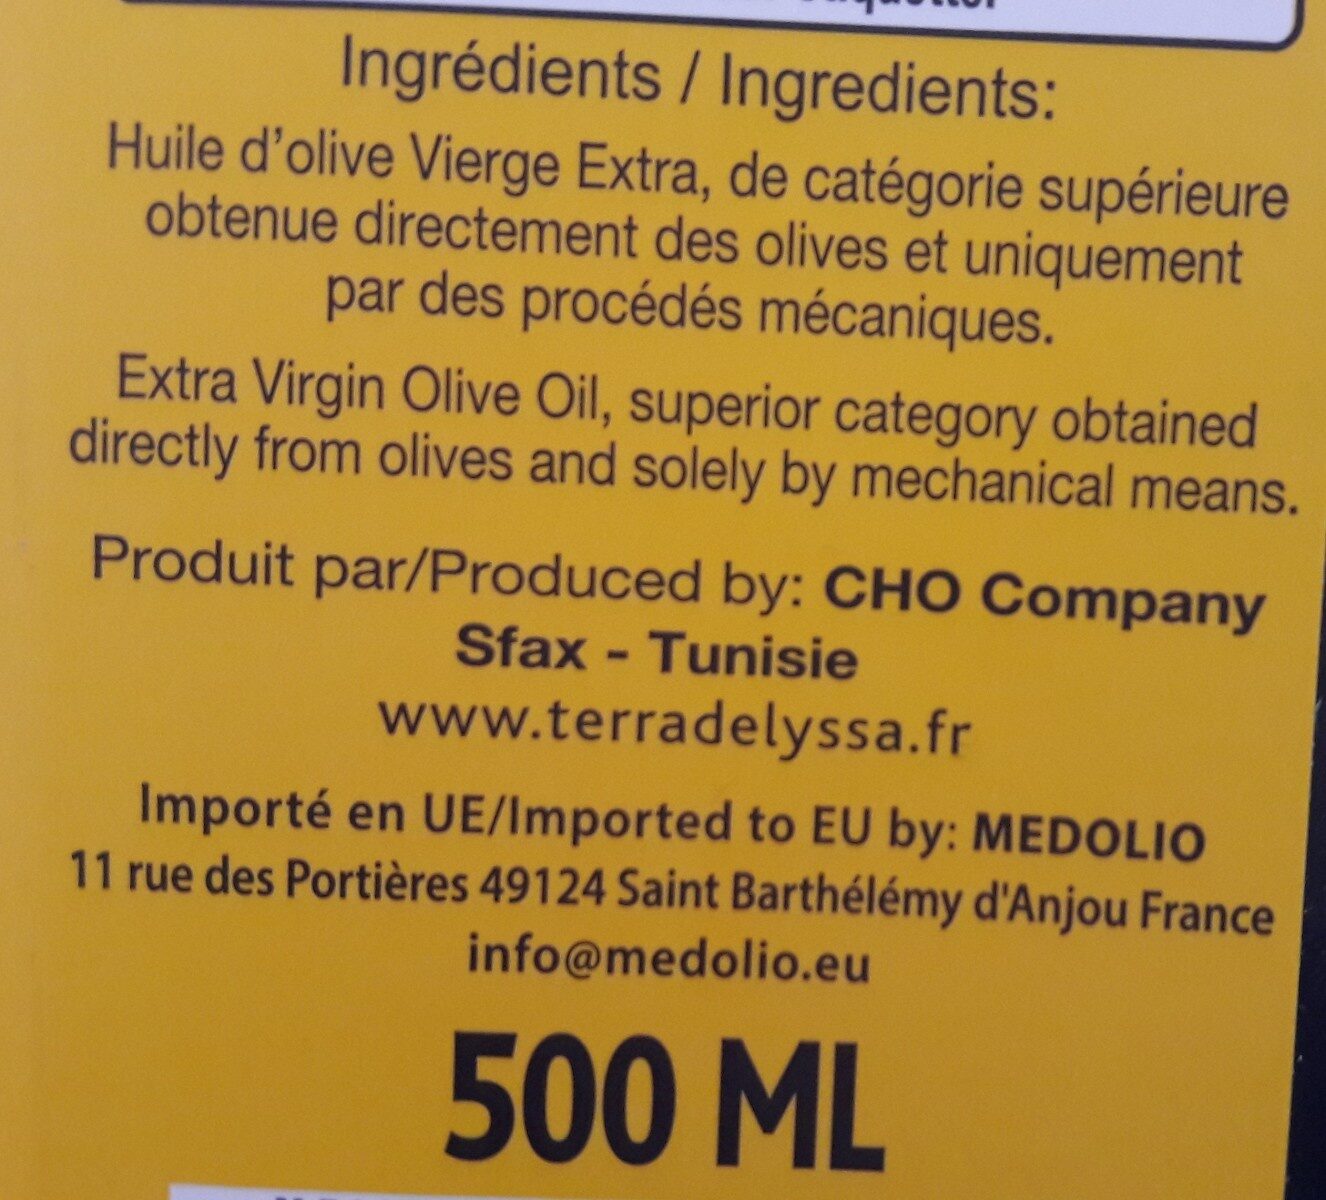 Ingrédients / Ingredients:
Huile d'olive Vierge Extra, de catégorie supérieure
obtenue directement des olives et uniquement
par des procédés mécaniques.
Extra Virgin Olive Oil, superior category obtained
directly from olives and solely by mechanical means.
Produit par/Produced by: CHO Company
Sfax - Tunisie
www.terradelyssa.fr
Importé en UE/Imported to EU by: MEDOLIO
11 rue des Portières 49124 Saint Barthélémy d'Anjou France
info@medolio.eu
500 ML